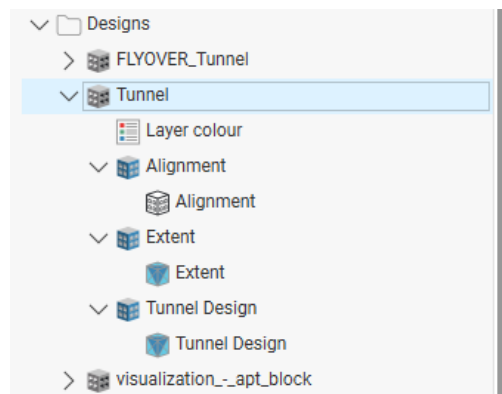 Designs
FLYOVER_Tunnel
Tunnel
Layer colour
Alignment
Alignment
Extent
Extent
Tunnel Design
Tunnel Design
visualization_-_apt_block